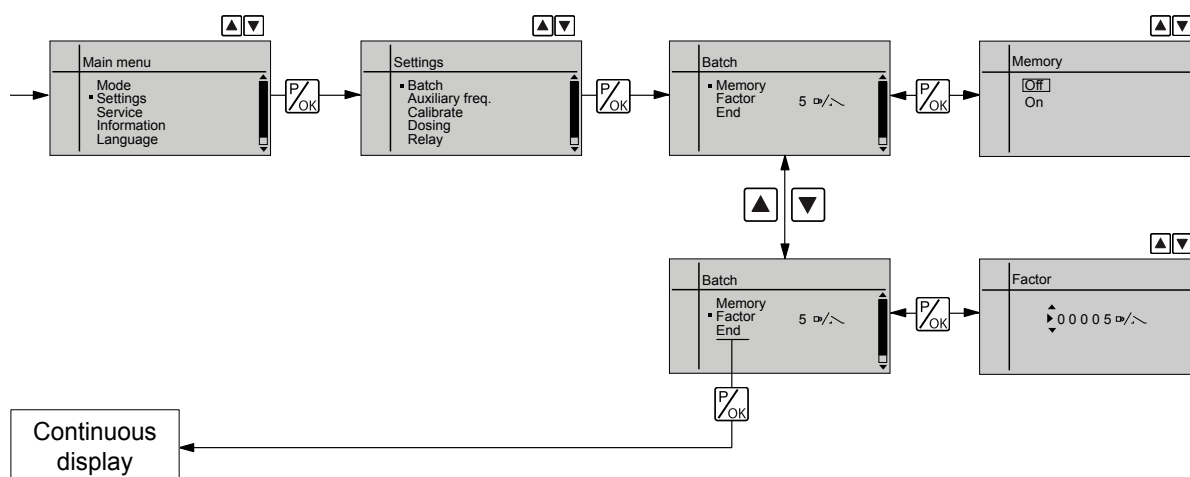 Main menu
Mode
Settings
Service
Information
Language
P/OK
Settings
Batch
Auxiliary freq.
Calibrate
Dosing
Relay
P/OK
Batch
Memory
Factor 5
End
P/OK
Memory
Off
On
Batch
Memory
Factor 5
End
P/OK
Factor
00005
P/OK
Continuous
display